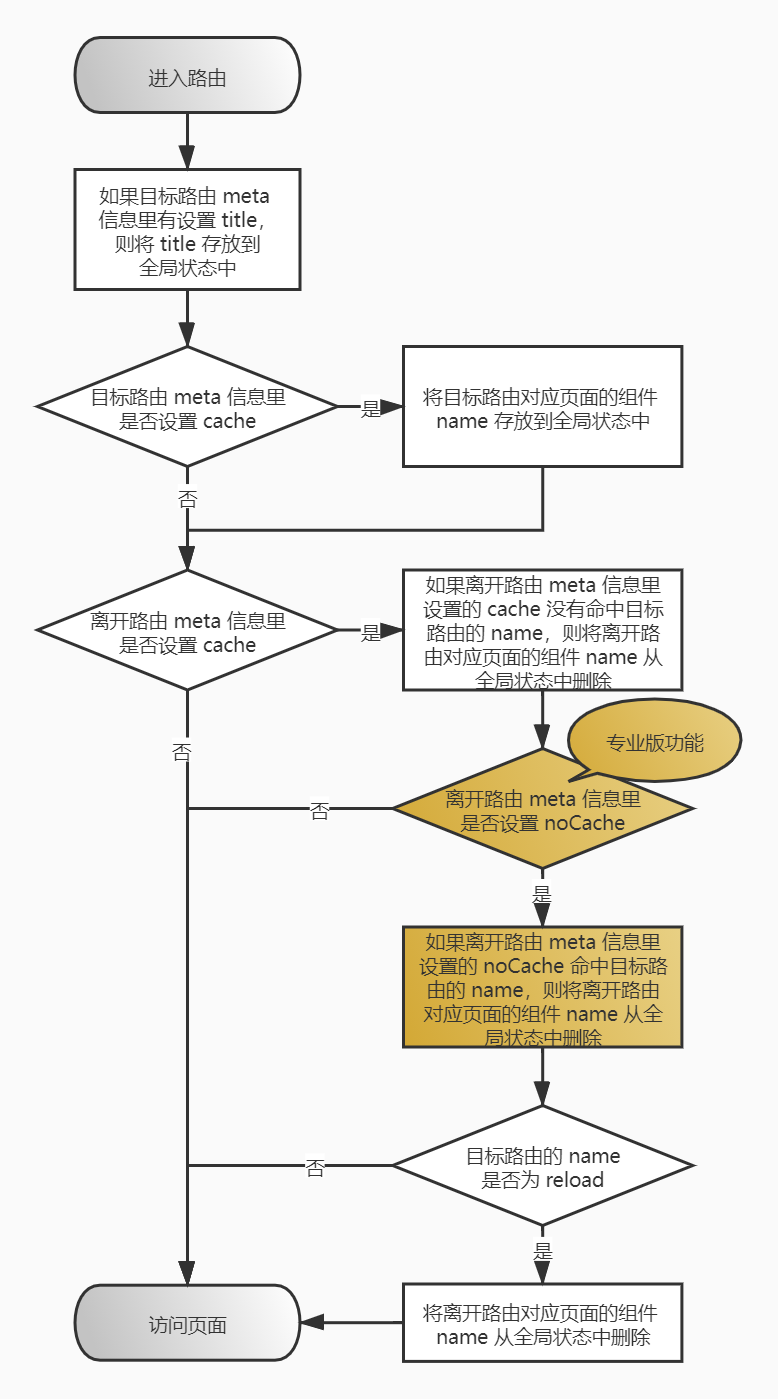 进入路由
如果目标路由 meta
信息里有设置 title，
则将 title 存放到
全局状态中
目标路由 meta 信息里
是否设置 cache
是
将目标路由对应页面的组件
name 存放到全局状态中
否
离开路由 meta 信息里
是否设置 cache
是
如果离开路由 meta 信息里
设置的 cache 没有命中目标
路由的 name，则将离开路
由对应页面的组件 name 从
全局状态中删除
否
专业版功能
离开路由 meta 信息里
是否设置 noCache
否
是
如果离开路由 meta 信息里
设置的 noCache 命中目标路
由的 name，则将离开路由
对应页面的组件 name 从全
局状态中删除
目标路由的 name
是否为 reload
否
是
将离开路由对应页面的组件
name 从全局状态中删除
访问页面